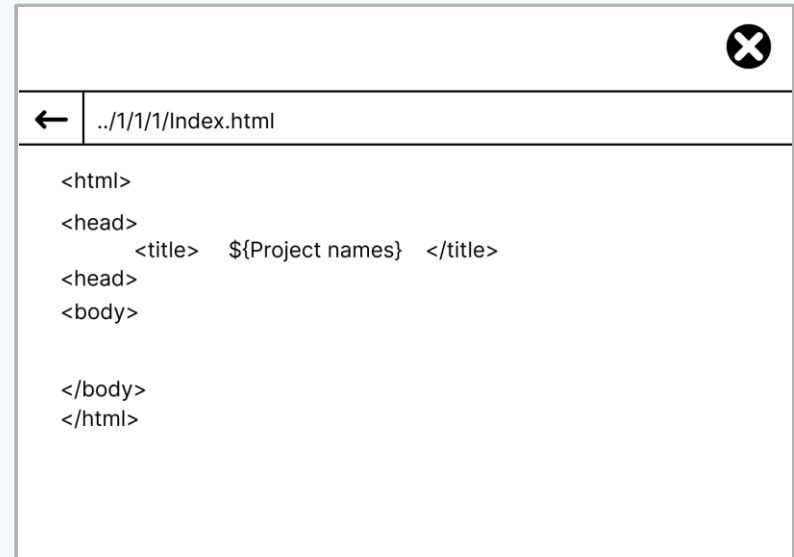 ../1/1/1/Index.html
<html>
<head>
<title> ${Project names} </title>
<head>
<body>
</body>
</html>